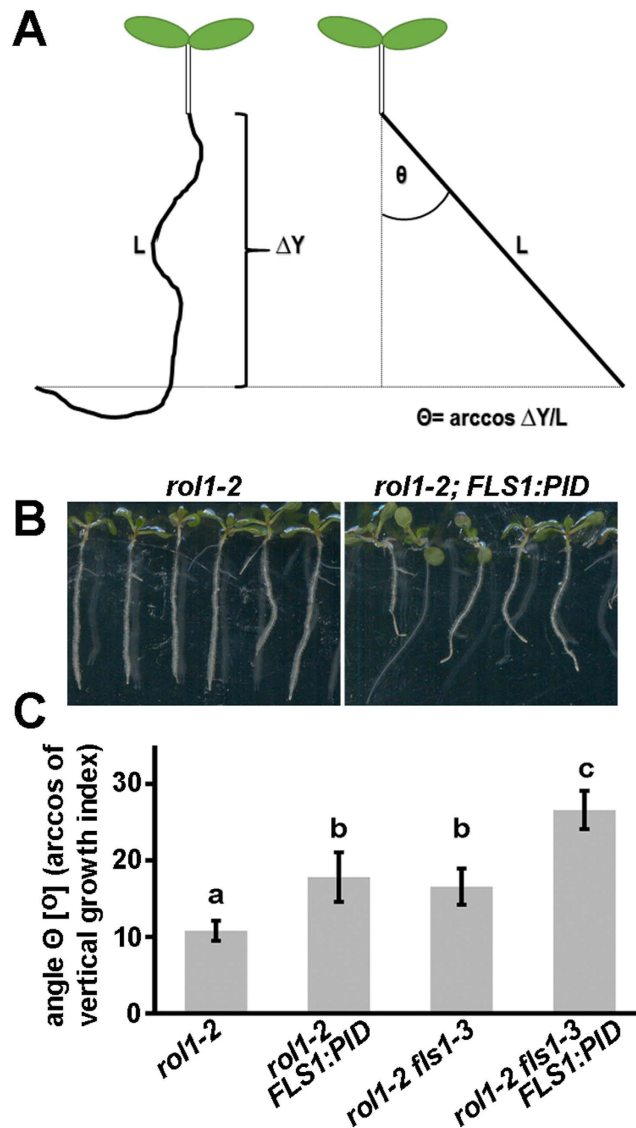 A
L
ΔY
θ
L
Θ= arccos ΔY/L
B
rol1-2
rol1-2; FLS1:PID
C
angle Θ [º] (arccos of
vertical growth index)
30
20
10
0
a
b
b
c
rol1-2
rol1-2
FLS1:PID
rol1-2 fls1-3
rol1-2 fls1-3
FLS1:PID